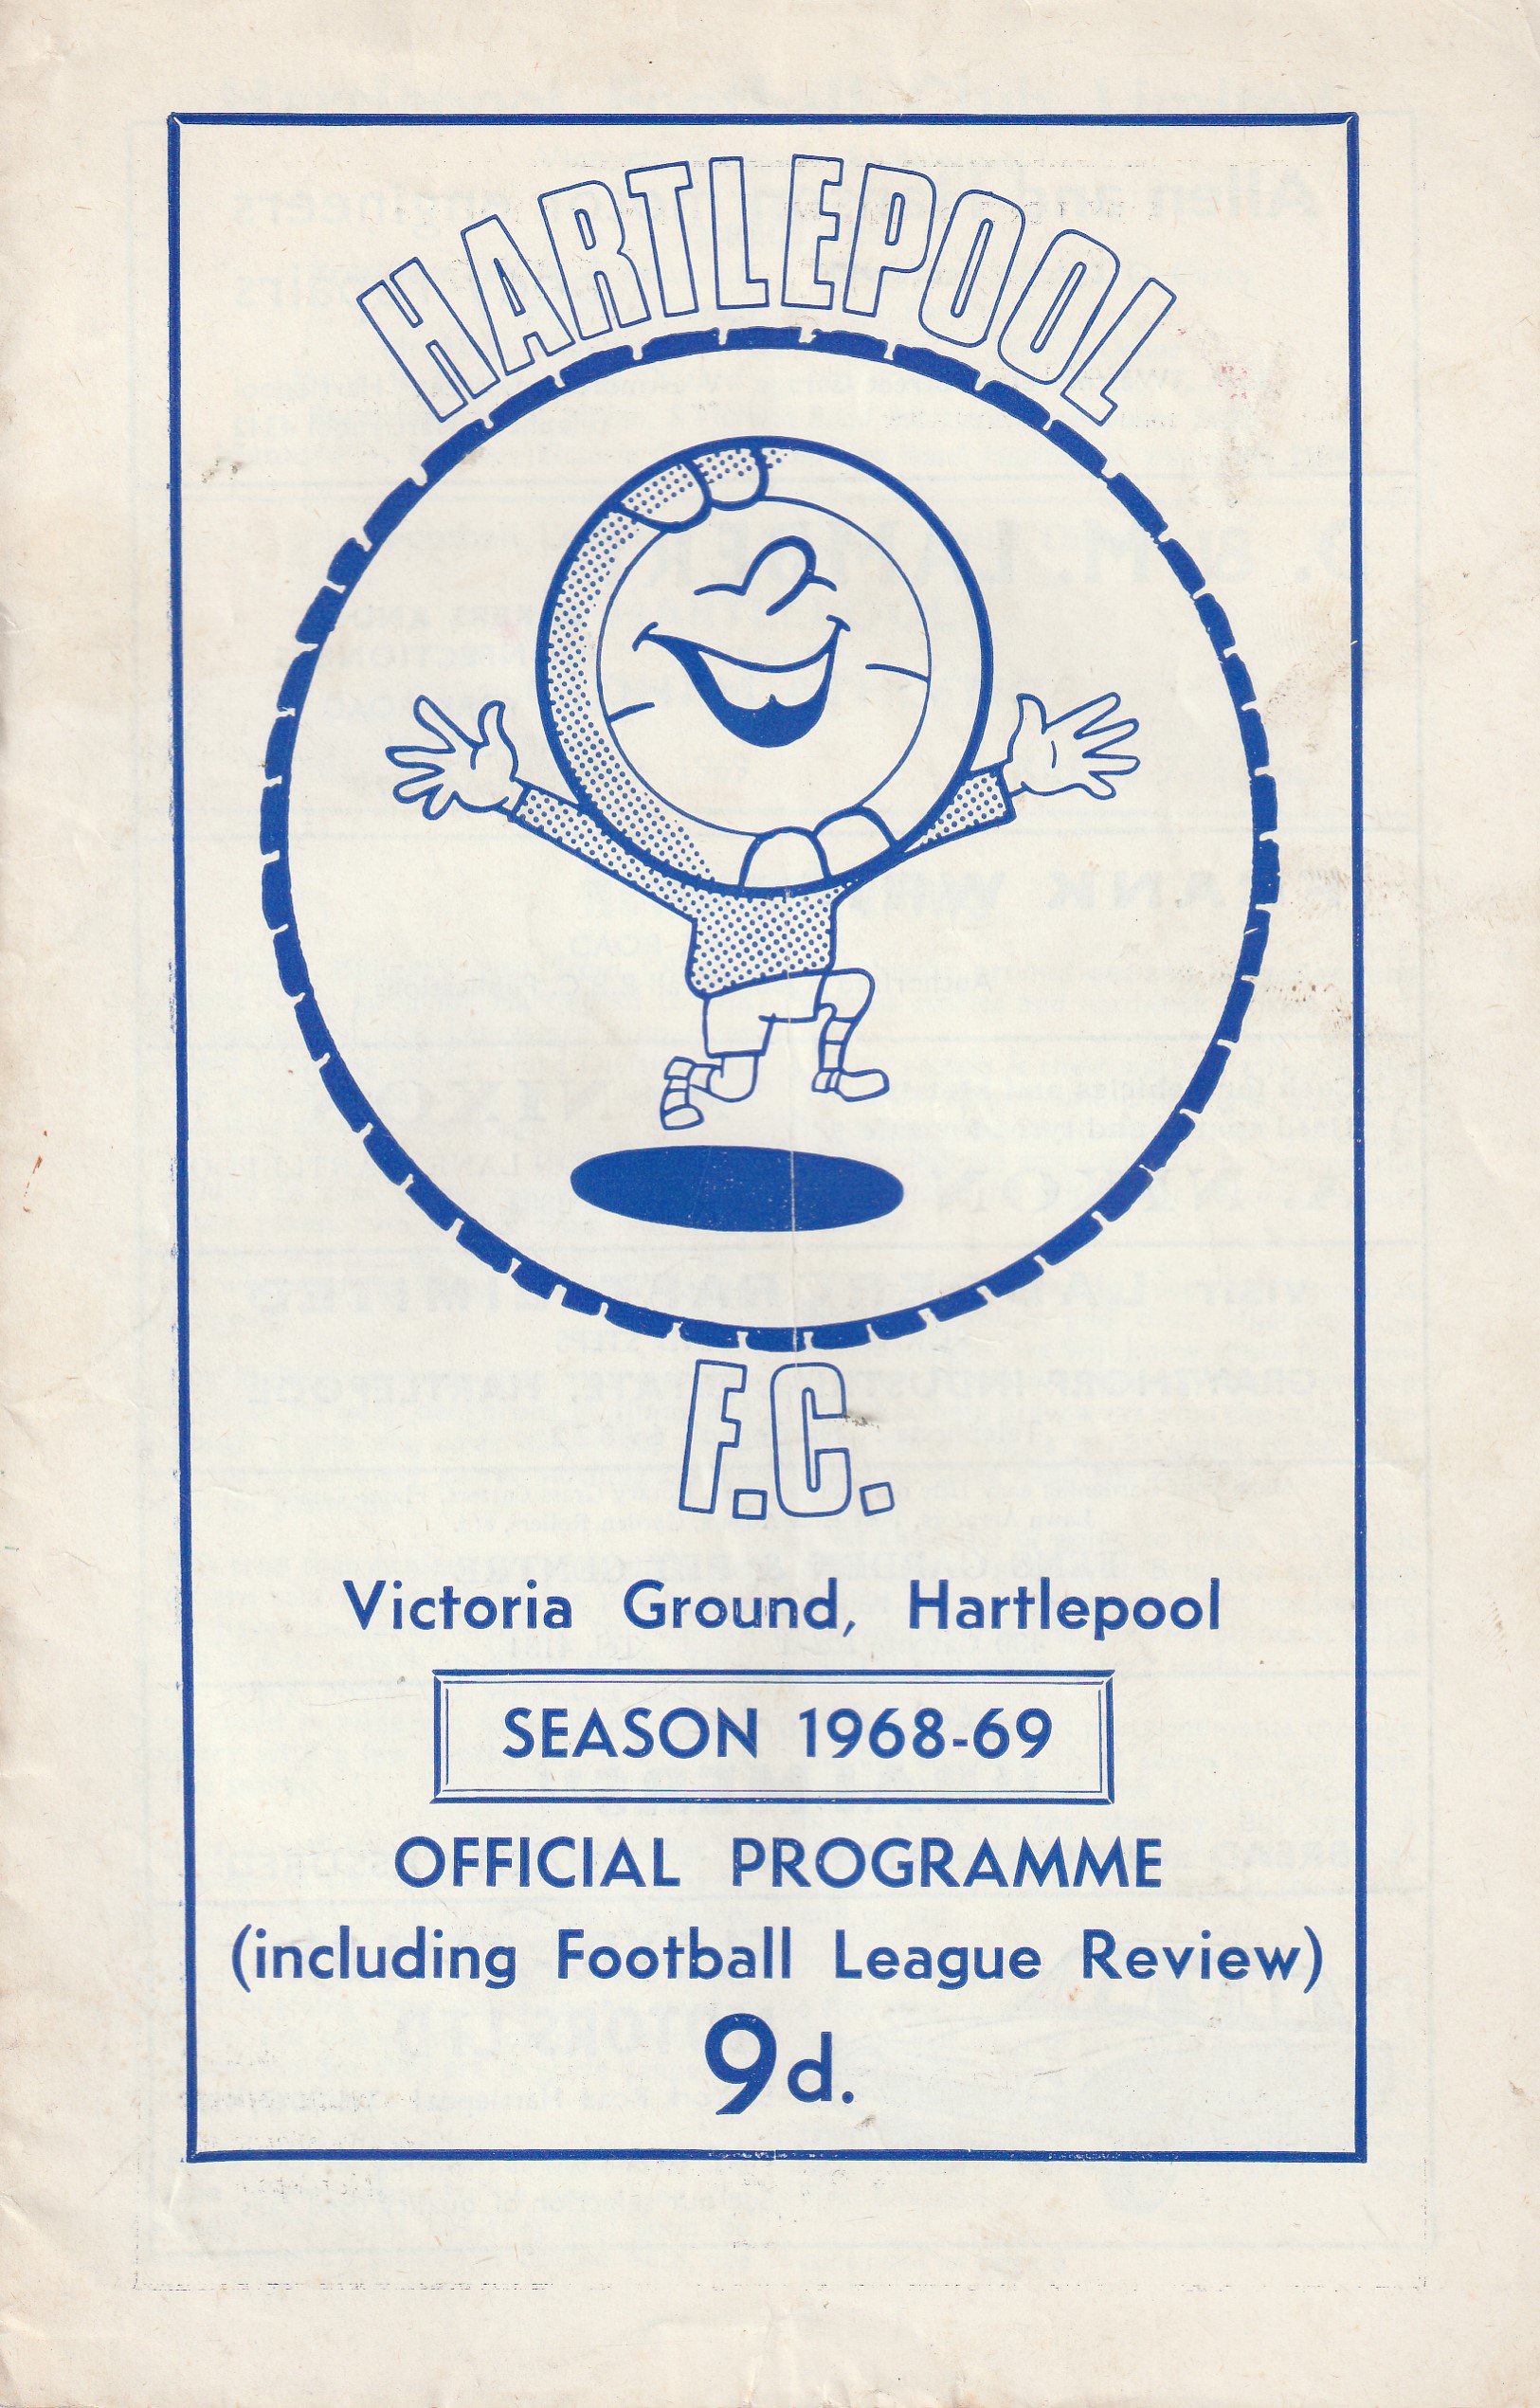 HARTLEPOOL
F.C.
Victoria Ground, Hartlepool
SEASON 1968-69
OFFICIAL PROGRAMME
(including Football League Review)
9d.